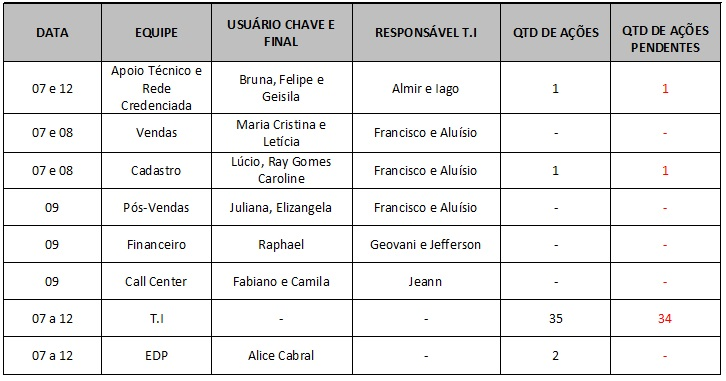 DATA EQUIPE USUÁRIO CHAVE E FINAL RESPONSÁVEL T.I QTD DE AÇÕES QTD DE AÇÕES PENDENTES
07 e 12 Apoio Técnico e Rede Credenciada Bruna, Felipe e Geisila Almir e Iago 1 1
07 e 08 Vendas Maria Cristina e Letícia Francisco e Aluísio - -
07 e 08 Cadastro Lúcio, Ray Gomes Caroline Francisco e Aluísio 1 1
09 Pós-Vendas Juliana, Elizangela Francisco e Aluísio - -
09 Financeiro Raphael Geovani e Jefferson - -
09 Call Center Fabiano e Camila Jeann - -
07 a 12 T.I - - 35 34
07 a 12 EDP Alice Cabral - 2 -